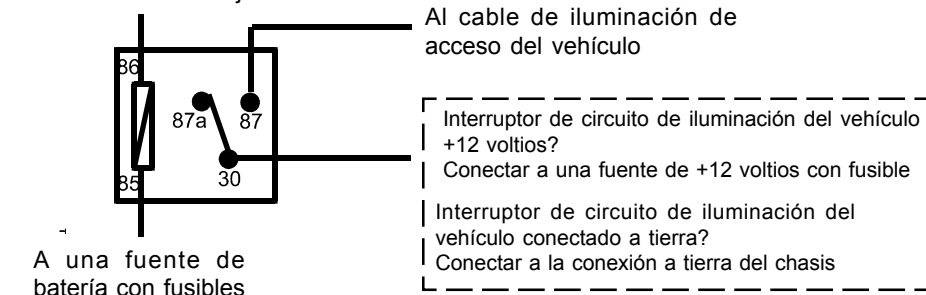 Al cable de iluminación de
acceso del vehículo
86
87a
87
85
30
Interruptor de circuito de iluminación del vehículo
+12 voltios?
Conectar a una fuente de +12 voltios con fusible
Interruptor de circuito de iluminación del
vehículo conectado a tierra?
Conectar a la conexión a tierra del chasis
A una fuente de
batería con fusibles